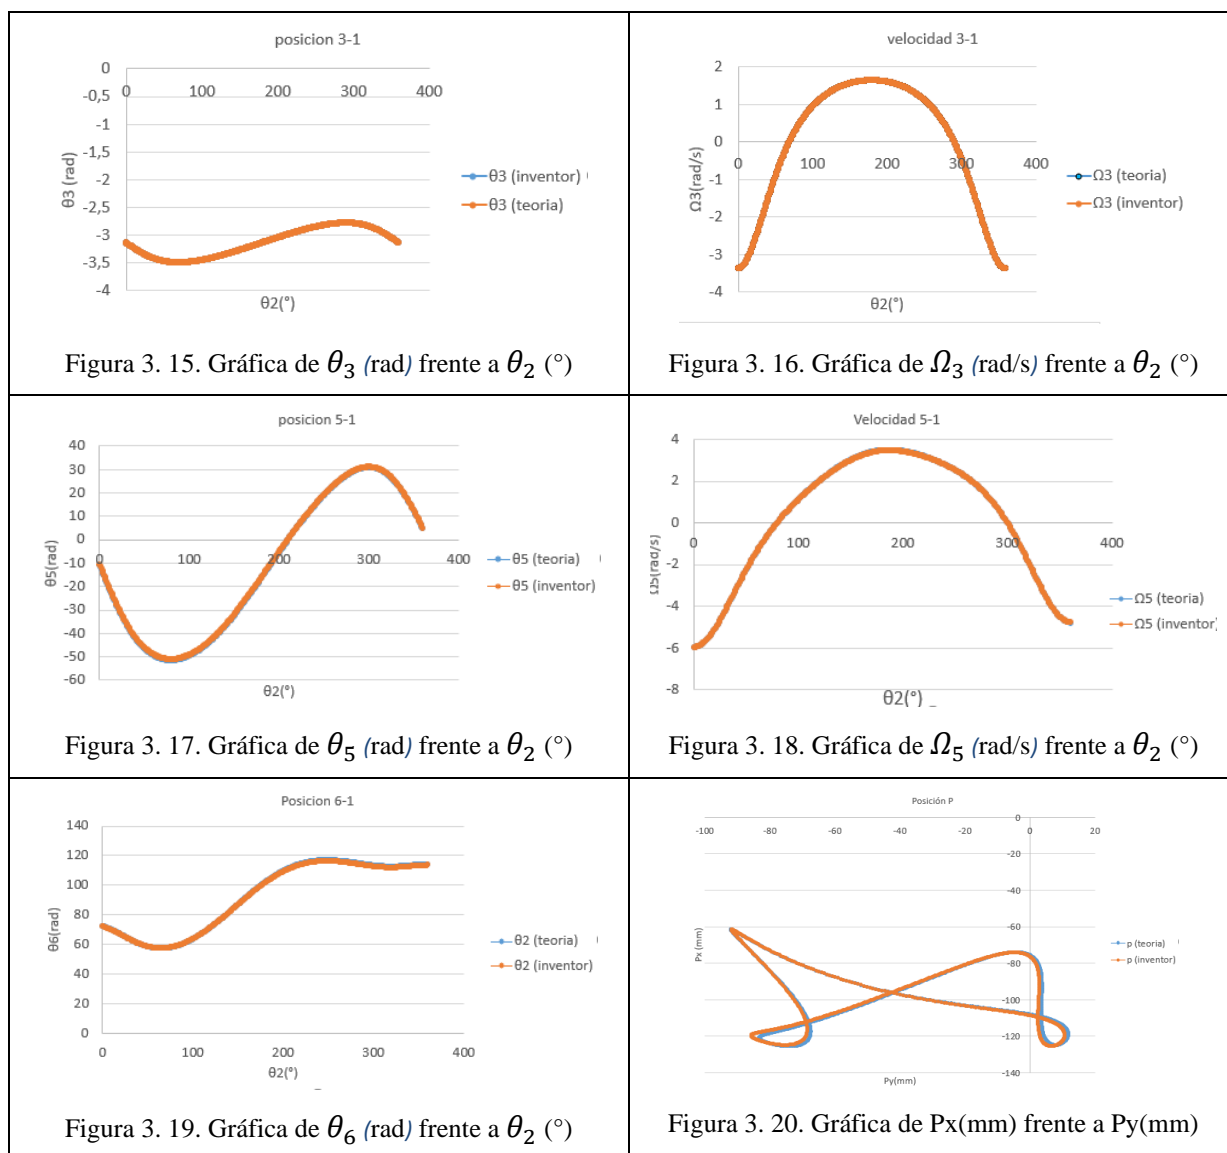 posicion 3-1
0
-0,5
-1
-1,5
-2
-2,5
-3
-3,5
-4
0
100
200
300
400
θ3 (rad)
θ2(°)
θ3 (inventor)
θ3 (teoria)
Figura 3. 15. Gráfica de θ3 (rad) frente a θ2 (°)
velocidad 3-1
2
1
0
-1
-2
-3
-4
0
100
200
300
400
Ω3(rad/s)
θ2(°)
Ω3 (teoria)
Ω3 (inventor)
Figura 3. 16. Gráfica de Ω3 (rad/s) frente a θ2 (°)
posicion 5-1
40
30
20
10
0
-10
-20
-30
-40
-50
-60
0
100
200
300
400
θ5(rad)
θ2(°)
θ5 (teoria)
θ5 (inventor)
Figura 3. 17. Gráfica de θ5 (rad) frente a θ2 (°)
Velocidad 5-1
4
2
0
-2
-4
-6
-8
0
100
200
300
400
Ω5(rad/s)
θ2(°)
Ω5 (teoria)
Ω5 (inventor)
Figura 3. 18. Gráfica de Ω5 (rad/s) frente a θ2 (°)
Posicion 6-1
140
120
100
80
60
40
20
0
0
100
200
300
400
θ6(rad)
θ2(°)
θ2 (teoria)
θ2 (inventor)
Figura 3. 19. Gráfica de θ6 (rad) frente a θ2 (°)
Posición P
-100
-80
-60
-40
-20
0
20
0
-20
-40
-60
-80
-100
-120
-140
Px (mm)
Py(mm)
p (teoria)
p (inventor)
Figura 3. 20. Gráfica de Px(mm) frente a Py(mm)